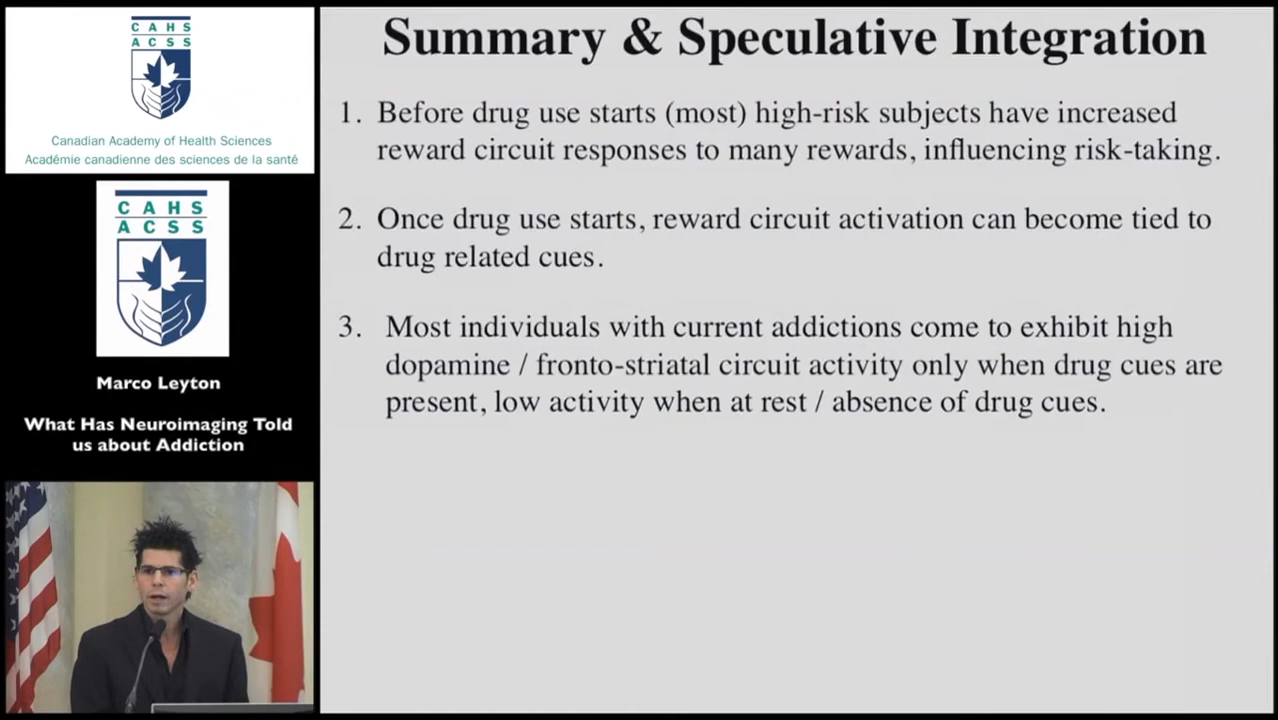 CAHS
ACSS
Canadian Academy of Health Sciences
Académie canadienne des sciences de la santé
CAHS
ACSS
Marco Leyton
What Has Neuroimaging Told
us about Addiction
Summary & Speculative Integration
1. Before drug use starts (most) high-risk subjects have increased
reward circuit responses to many rewards, influencing risk-taking.
2. Once drug use starts, reward circuit activation can become tied to
drug related cues.
3. Most individuals with current addictions come to exhibit high
dopamine / fronto-striatal circuit activity only when drug cues are
present, low activity when at rest / absence of drug cues.